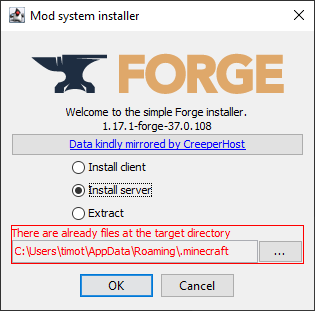 Mod system installer
FORGE
Welcome to the simple Forge installer.
1.17.1-forge-37.0.108
Data kindly mirrored by CreeperHost
Install client
Install server
Extract
There are already files at the target directory
C:\Users\timot\AppData\Roaming\.minecraft
...
OK
Cancel